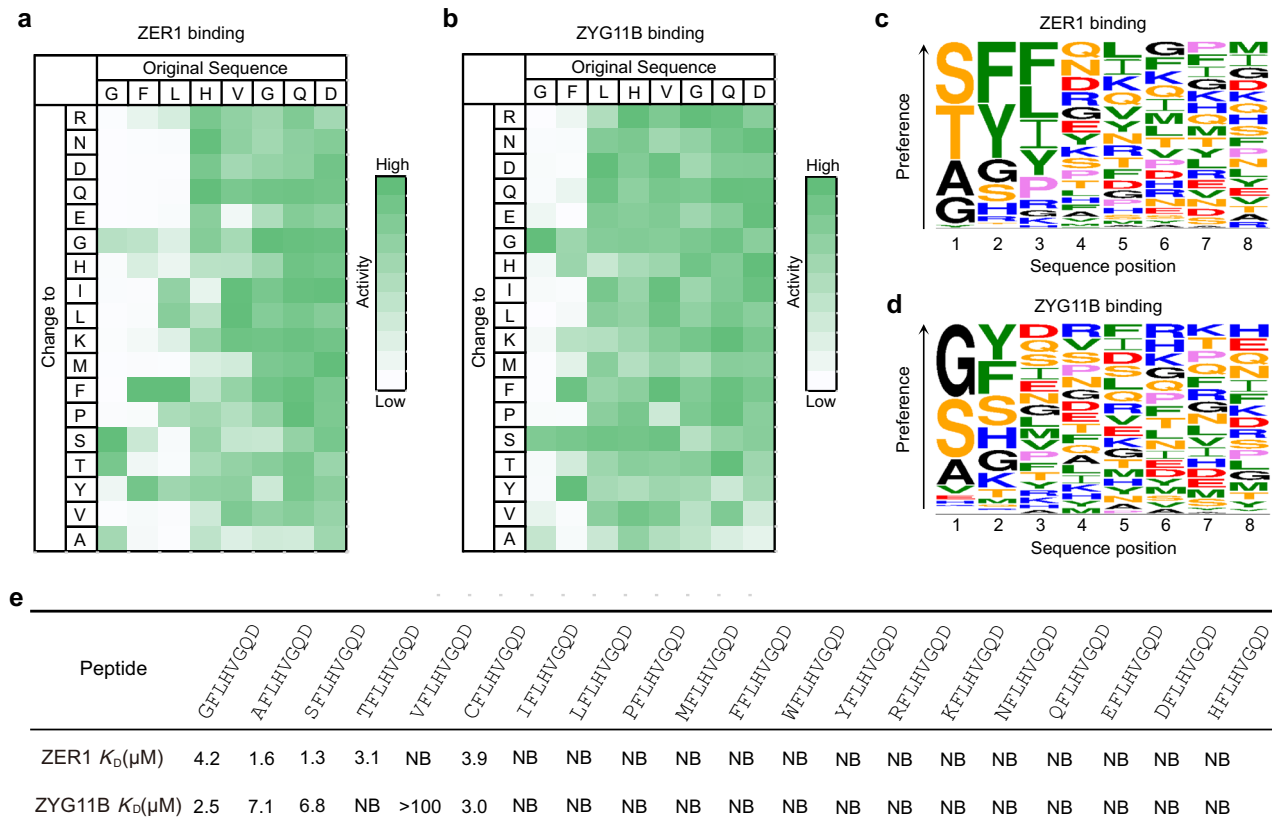 a
ZER1 binding
Original Sequence
G F L H V G Q D
Change to
R
N
D
Q
E
G
H
I
L
K
M
F
P
S
T
Y
V
A
High
Activity
Low
b
ZYG11B binding
Original Sequence
G F L H V G Q D
Change to
R
N
D
Q
E
G
H
I
L
K
M
F
P
S
T
Y
V
A
High
Activity
Low
c
ZER1 binding
Preference
S F F Q L G P M
T Y L N I F F I
A G I D K K I G
G S Y R Q Q G D
1 2 3 4 5 6 7 8
Sequence position
d
ZYG11B binding
Preference
G Y D R F R K H
S F Q V I H T E
A S S S D K P Q
1 2 3 4 5 6 7 8
Sequence position
e
Peptide GFLHVGQD AFLHVGQD SFLHVGQD TFLHVGQD VFLHVGQD CFLHVGQD IFLHVGQD LFLHVGQD PFLHVGQD MFLHVGQD FFLHVGQD WFLHVGQD YFLHVGQD RFLHVGQD KFLHVGQD NFLHVGQD QFLHVGQD EFLHVGQD DFLHVGQD HFLHVGQD
ZER1 KD(μM) 4.2 1.6 1.3 3.1 NB 3.9 NB NB NB NB NB NB NB NB NB NB NB NB NB NB
ZYG11B KD(μM) 2.5 7.1 6.8 NB >100 3.0 NB NB NB NB NB NB NB NB NB NB NB NB NB NB